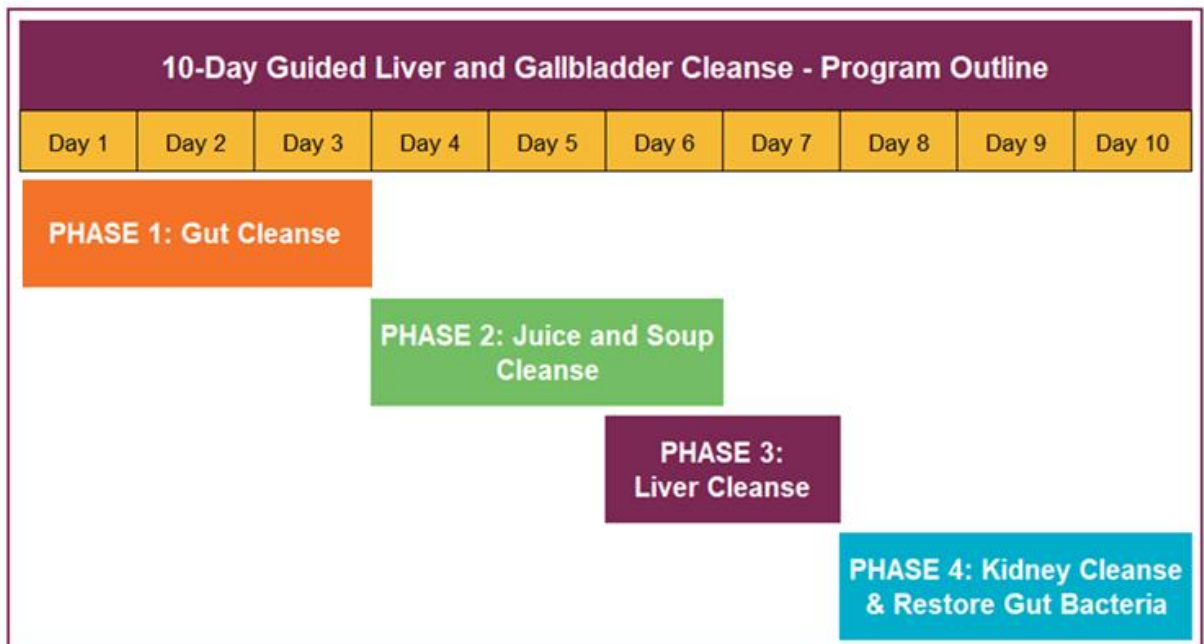 10-Day Guided Liver and Gallbladder Cleanse - Program Outline
Day 1 Day 2 Day 3 Day 4 Day 5 Day 6 Day 7 Day 8 Day 9 Day 10
PHASE 1: Gut Cleanse
PHASE 2: Juice and Soup
Cleanse
PHASE 3:
Liver Cleanse
PHASE 4: Kidney Cleanse
& Restore Gut Bacteria